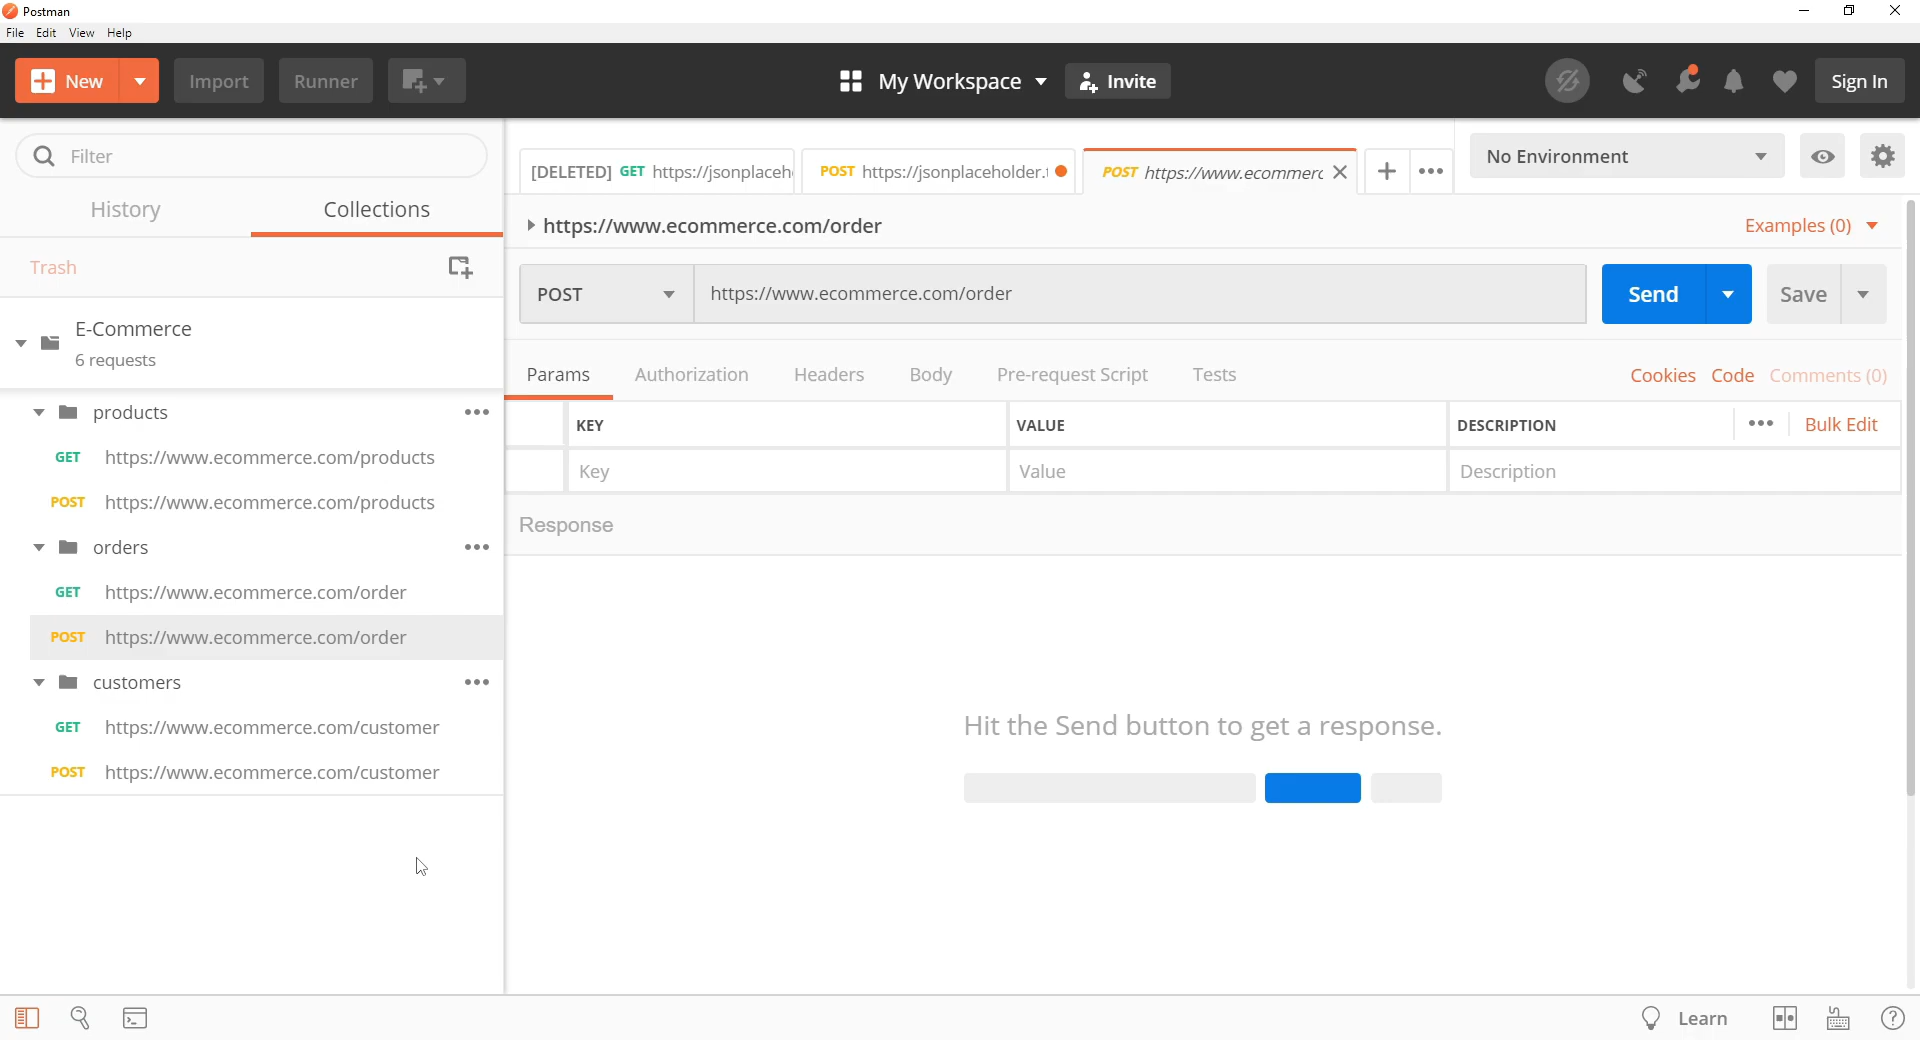 Postman
File Edit View Help
New Import Runner My Workspace Invite Sign In
Filter
History Collections
Trash
E-Commerce
6 requests
products
GET https://www.ecommerce.com/products
POST https://www.ecommerce.com/products
orders
GET https://www.ecommerce.com/order
POST https://www.ecommerce.com/order
customers
GET https://www.ecommerce.com/customer
POST https://www.ecommerce.com/customer
[DELETED] GET https://jsonplaceh
POST https://jsonplaceholder.
POST https://www.ecommerc
No Environment
https://www.ecommerce.com/order Examples (0)
POST https://www.ecommerce.com/order Send Save
Params Authorization Headers Body Pre-request Script Tests Cookies Code Comments (0)
KEY VALUE DESCRIPTION Bulk Edit
Key Value Description
Response
Hit the Send button to get a response.
Learn